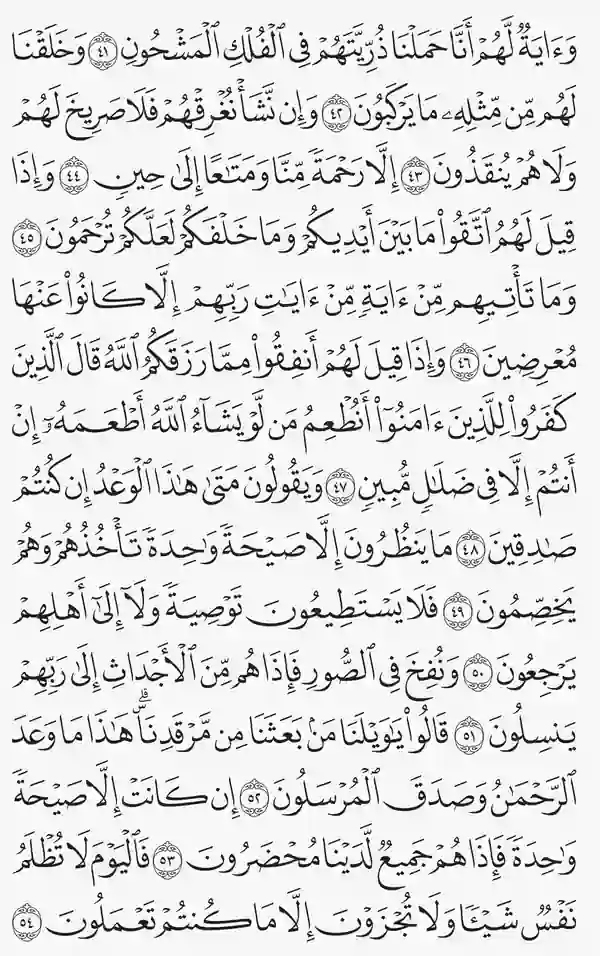 وَءَايَةٌ لَّهُمْ أَنَّا حَمَلْنَا ذُرِّيَّتَهُمْ فِي ٱلْفُلْكِ ٱلْمَشْحُونِ ٤١ وَخَلَقْنَا
لَهُم مِّن مِّثْلِهِۦ مَا يَرْكَبُونَ ٤٢ وَإِن نَّشَأْ نُغْرِقْهُمْ فَلَا صَرِيخَ لَهُمْ
وَلَا هُمْ يُنقَذُونَ ٤٣ إِلَّا رَحْمَةً مِّنَّا وَمَتَٰعًا إِلَىٰ حِينٍ ٤٤ وَإِذَا
قِيلَ لَهُمُ ٱتَّقُوا۟ مَا بَيْنَ أَيْدِيكُمْ وَمَا خَلْفَكُمْ لَعَلَّكُمْ تُرْحَمُونَ ٤٥
وَمَا تَأْتِيهِم مِّنْ ءَايَةٍ مِّنْ ءَايَٰتِ رَبِّهِمْ إِلَّا كَانُوا۟ عَنْهَا
مُعْرِضِينَ ٤٦ وَإِذَا قِيلَ لَهُمْ أَنفِقُوا۟ مِمَّا رَزَقَكُمُ ٱللَّهُ قَالَ ٱلَّذِينَ
كَفَرُوا۟ لِلَّذِينَ ءَامَنُوٓا۟ أَنُطْعِمُ مَن لَّوْ يَشَآءُ ٱللَّهُ أَطْعَمَهُۥٓ إِنْ
أَنتُمْ إِلَّا فِي ضَلَٰلٍ مُّبِينٍ ٤٧ وَيَقُولُونَ مَتَىٰ هَٰذَا ٱلْوَعْدُ إِن كُنتُمْ
صَٰدِقِينَ ٤٨ مَا يَنظُرُونَ إِلَّا صَيْحَةً وَٰحِدَةً تَأْخُذُهُمْ وَهُمْ
يَخِصِّمُونَ ٤٩ فَلَا يَسْتَطِيعُونَ تَوْصِيَةً وَلَآ إِلَىٰٓ أَهْلِهِمْ
يَرْجِعُونَ ٥٠ وَنُفِخَ فِي ٱلصُّورِ فَإِذَا هُم مِّنَ ٱلْأَجْدَاثِ إِلَىٰ رَبِّهِمْ
يَنسِلُونَ ٥١ قَالُوا۟ يَٰوَيْلَنَا مَنۢ بَعَثَنَا مِن مَّرْقَدِنَاۗ هَٰذَا مَا وَعَدَ
ٱلرَّحْمَٰنُ وَصَدَقَ ٱلْمُرْسَلُونَ ٥٢ إِن كَانَتْ إِلَّا صَيْحَةً
وَٰحِدَةً فَإِذَا هُمْ جَمِيعٌ لَّدَيْنَا مُحْضَرُونَ ٥٣ فَٱلْيَوْمَ لَا تُظْلَمُ
نَفْسٌ شَيْـًٔا وَلَا تُجْزَوْنَ إِلَّا مَا كُنتُمْ تَعْمَلُونَ ٥٤